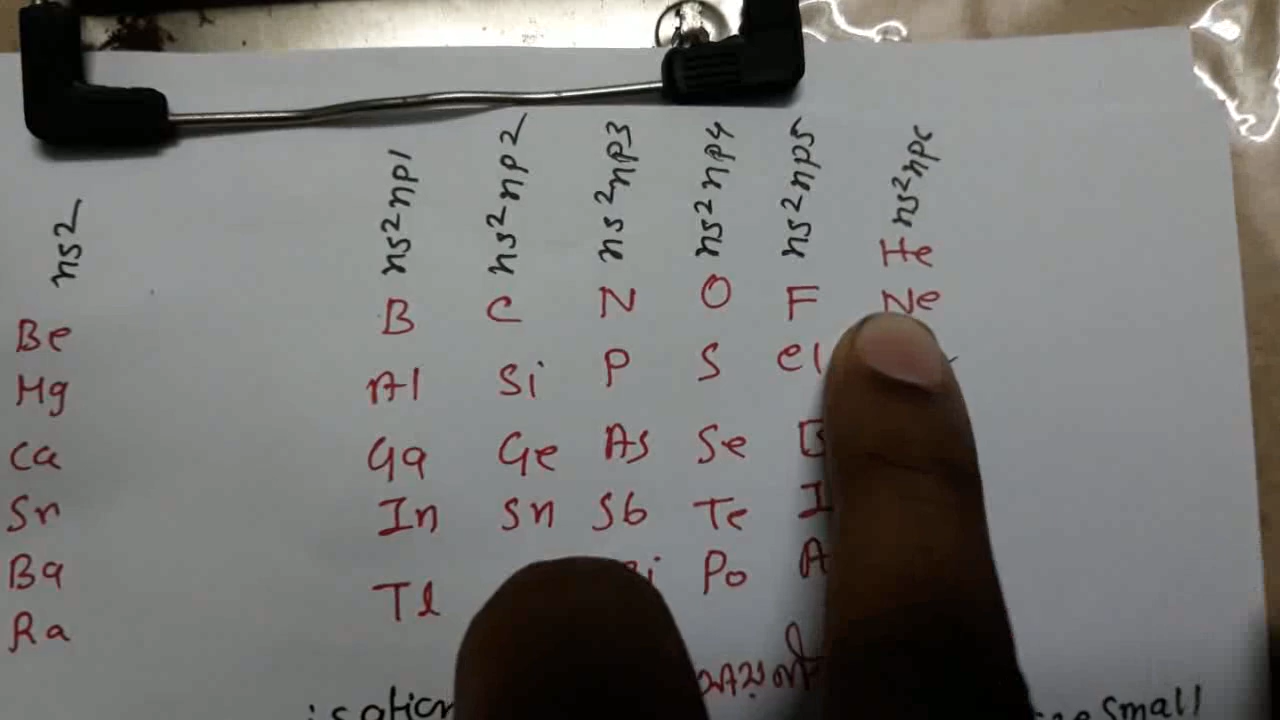 ns2 ns2np1 ns2np2 ns2np3 ns2np4 ns2np5 ns2np6
He
Be B C N O F Ne
Mg Al Si P S Cl
Ca Ga Ge As Se
Sr In Sn Sb Te I
Ba Tl Po
Ra
small